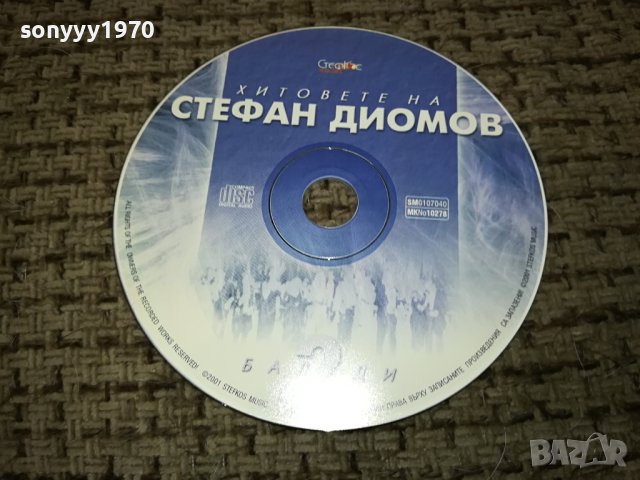 sonyyy1970
Стефкос
ХИТОВЕТЕ НА
СТЕФАН ДИОМОВ
COMPACT
disc
DIGITAL AUDIO
SM0107040
MKNo10278
БАЛАДИ
ALL RIGHTS OF THE OWNERS OF THE RECORDED WORKS RESERVED! ©2001 STEFKOS MUSIC
ПРАВА ВЪРХУ ЗАПИСАНИТЕ ПРОИЗВЕДЕНИЯ СА ЗАПАЗЕНИ! ©2001 STEFKOS MUSIC
BAZAR